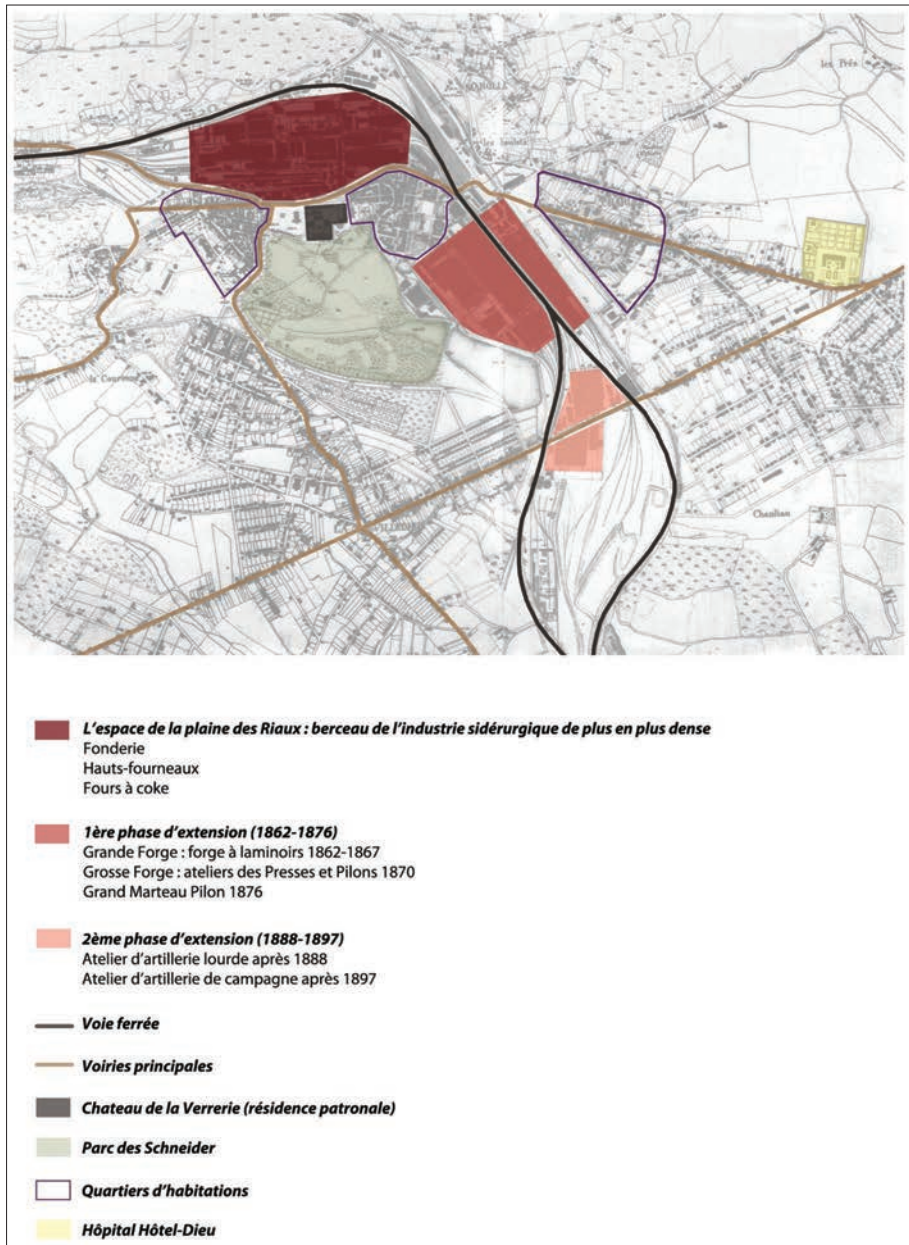 les Prés
Chanliau
L'espace de la plaine des Riaux : berceau de l'industrie sidérurgique de plus en plus dense
Fonderie
Hauts-fourneaux
Fours à coke
1ère phase d'extension (1862-1876)
Grande Forge : forge à laminoirs 1862-1867
Grosse Forge : ateliers des Presses et Pilons 1870
Grand Marteau Pilon 1876
2ème phase d'extension (1888-1897)
Atelier d'artillerie lourde après 1888
Atelier d'artillerie de campagne après 1897
Voie ferrée
Voiries principales
Chateau de la Verrerie (résidence patronale)
Parc des Schneider
Quartiers d'habitations
Hôpital Hôtel-Dieu